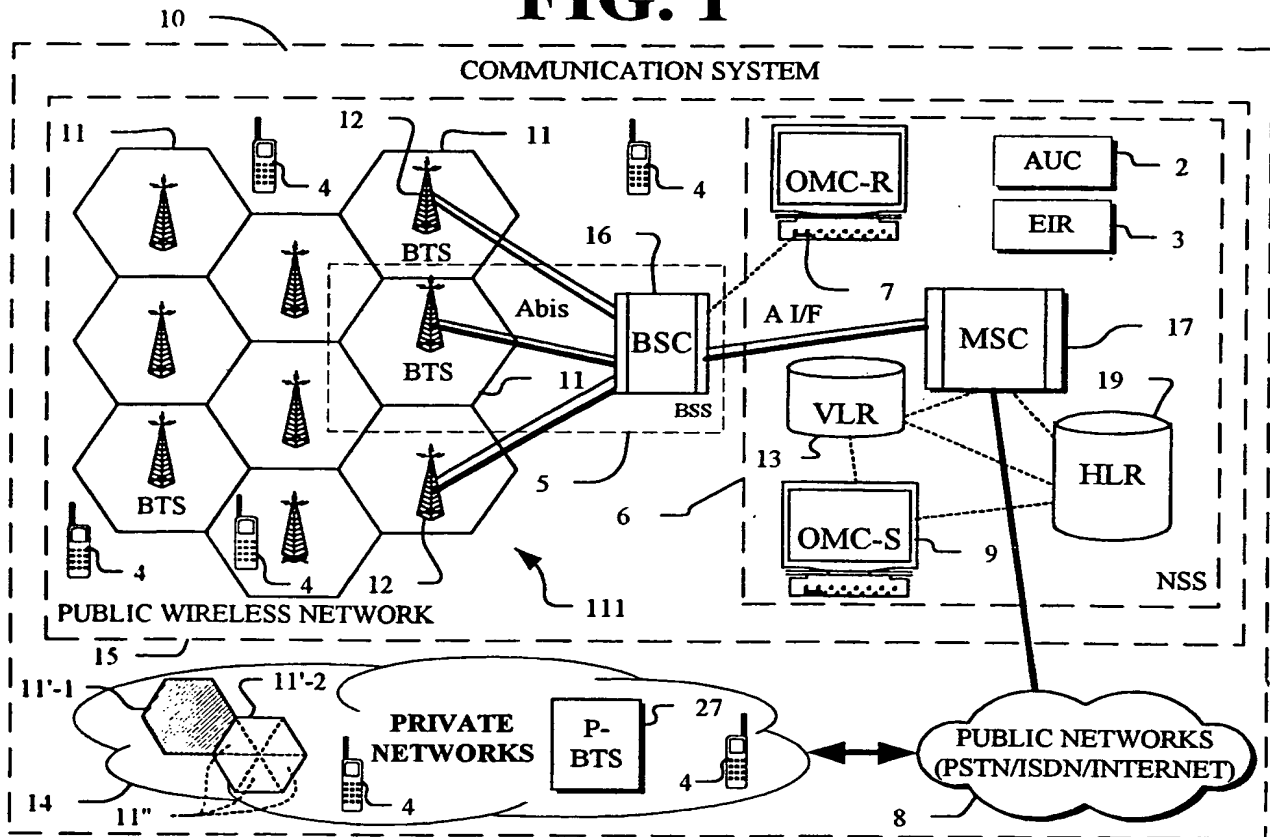 FIG. 1
10
COMMUNICATION SYSTEM
11
4
12
11
4
OMC-R
AUC
2
EIR
3
BTS
16
7
Abis
BSC
A I/F
MSC
17
BTS
11
BSS
VLR
19
13
HLR
BTS
5
6
OMC-S
9
4
4
12
111
NSS
PUBLIC WIRELESS NETWORK
15
11'-1
11'-2
PRIVATE
NETWORKS
P-
BTS
27
4
4
PUBLIC NETWORKS
(PSTN/ISDN/INTERNET)
14
11"
8